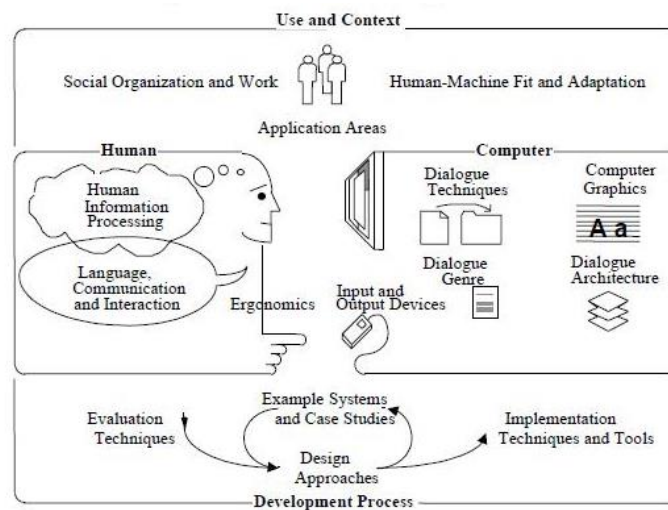 Use and Context
Social Organization and Work
Human-Machine Fit and Adaptation
Application Areas
Human
Computer
Human
Information
Processing
Language,
Communication
and Interaction
Ergonomics
Dialogue
Techniques
Computer
Graphics
A a
Dialogue
Genre
Dialogue
Architecture
Input and
Output Devices
Evaluation
Techniques
Example Systems
and Case Studies
Design
Approaches
Implementation
Techniques and Tools
Development Process